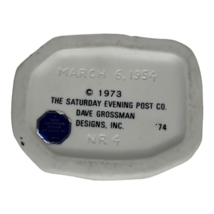 MARCH 6, 1954
© 1973
THE SATURDAY EVENING POST CO.
DAVE GROSSMAN
DESIGNS, INC. '74
NR 4